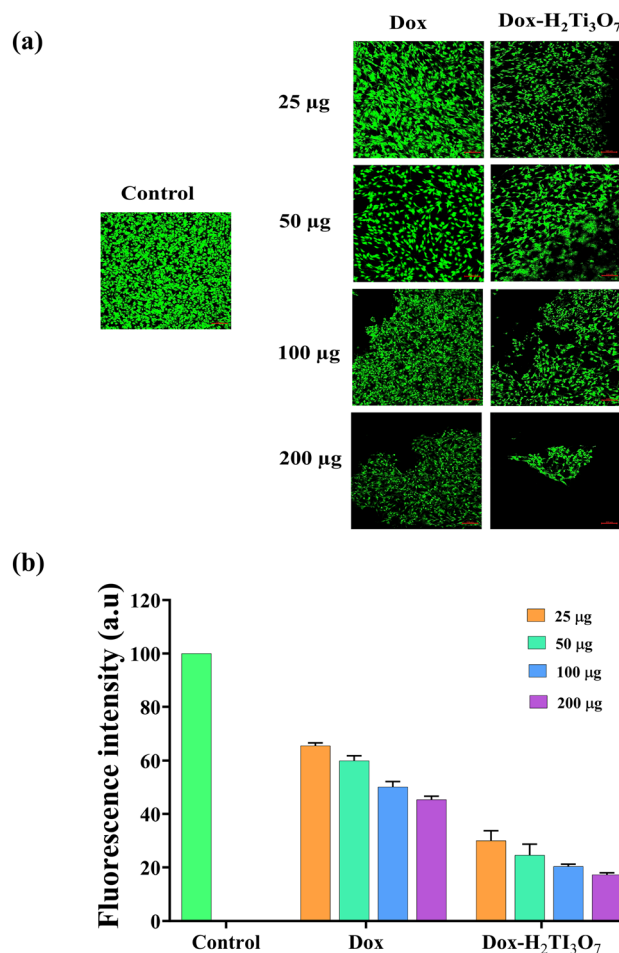 (a)
Dox
Dox-H₂Ti₃O₇
25 µg
50 µg
Control
100 µg
200 µg
(b)
Fluorescence intensity (a.u)
120
100
80
60
40
20
0
25 µg
50 µg
100 µg
200 µg
Control
Dox
Dox-H₂TI₃O₇